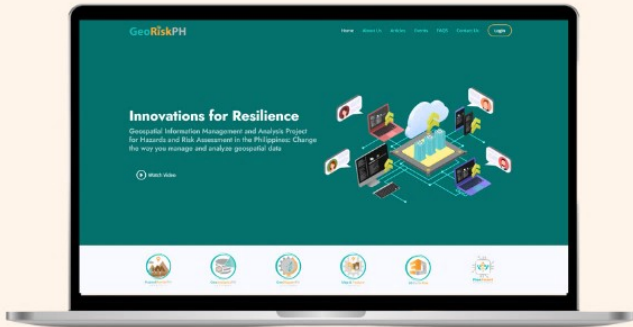 GeoRiskPH
Home About Us Articles Events FAQS Contact Us Login
Innovations for Resilience
Geospatial Information Management and Analysis Project
for Hazards and Risk Assessment in the Philippines: Change
the way you manage and analyze geospatial data
Watch Video